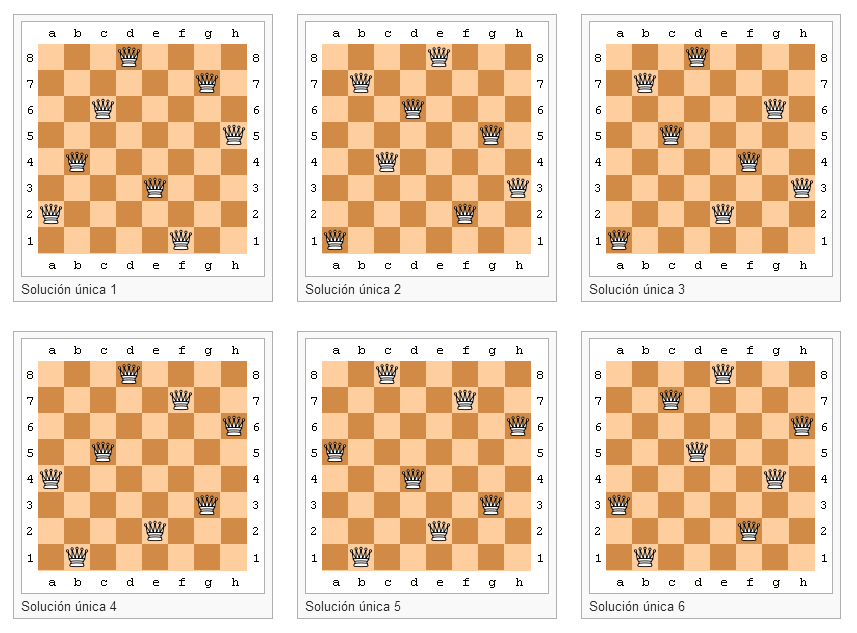 a b c d e f g h a b c d e f g h a b c d e f g h
8 8 8 8 8 8
7 7 7 7 7 7
6 6 6 6 6 6
5 5 5 5 5 5
4 4 4 4 4 4
3 3 3 3 3 3
2 2 2 2 2 2
1 1 1 1 1 1
a b c d e f g h a b c d e f g h a b c d e f g h
Solución única 1 Solución única 2 Solución única 3
a b c d e f g h a b c d e f g h a b c d e f g h
8 8 8 8 8 8
7 7 7 7 7 7
6 6 6 6 6 6
5 5 5 5 5 5
4 4 4 4 4 4
3 3 3 3 3 3
2 2 2 2 2 2
1 1 1 1 1 1
a b c d e f g h a b c d e f g h a b c d e f g h
Solución única 4 Solución única 5 Solución única 6